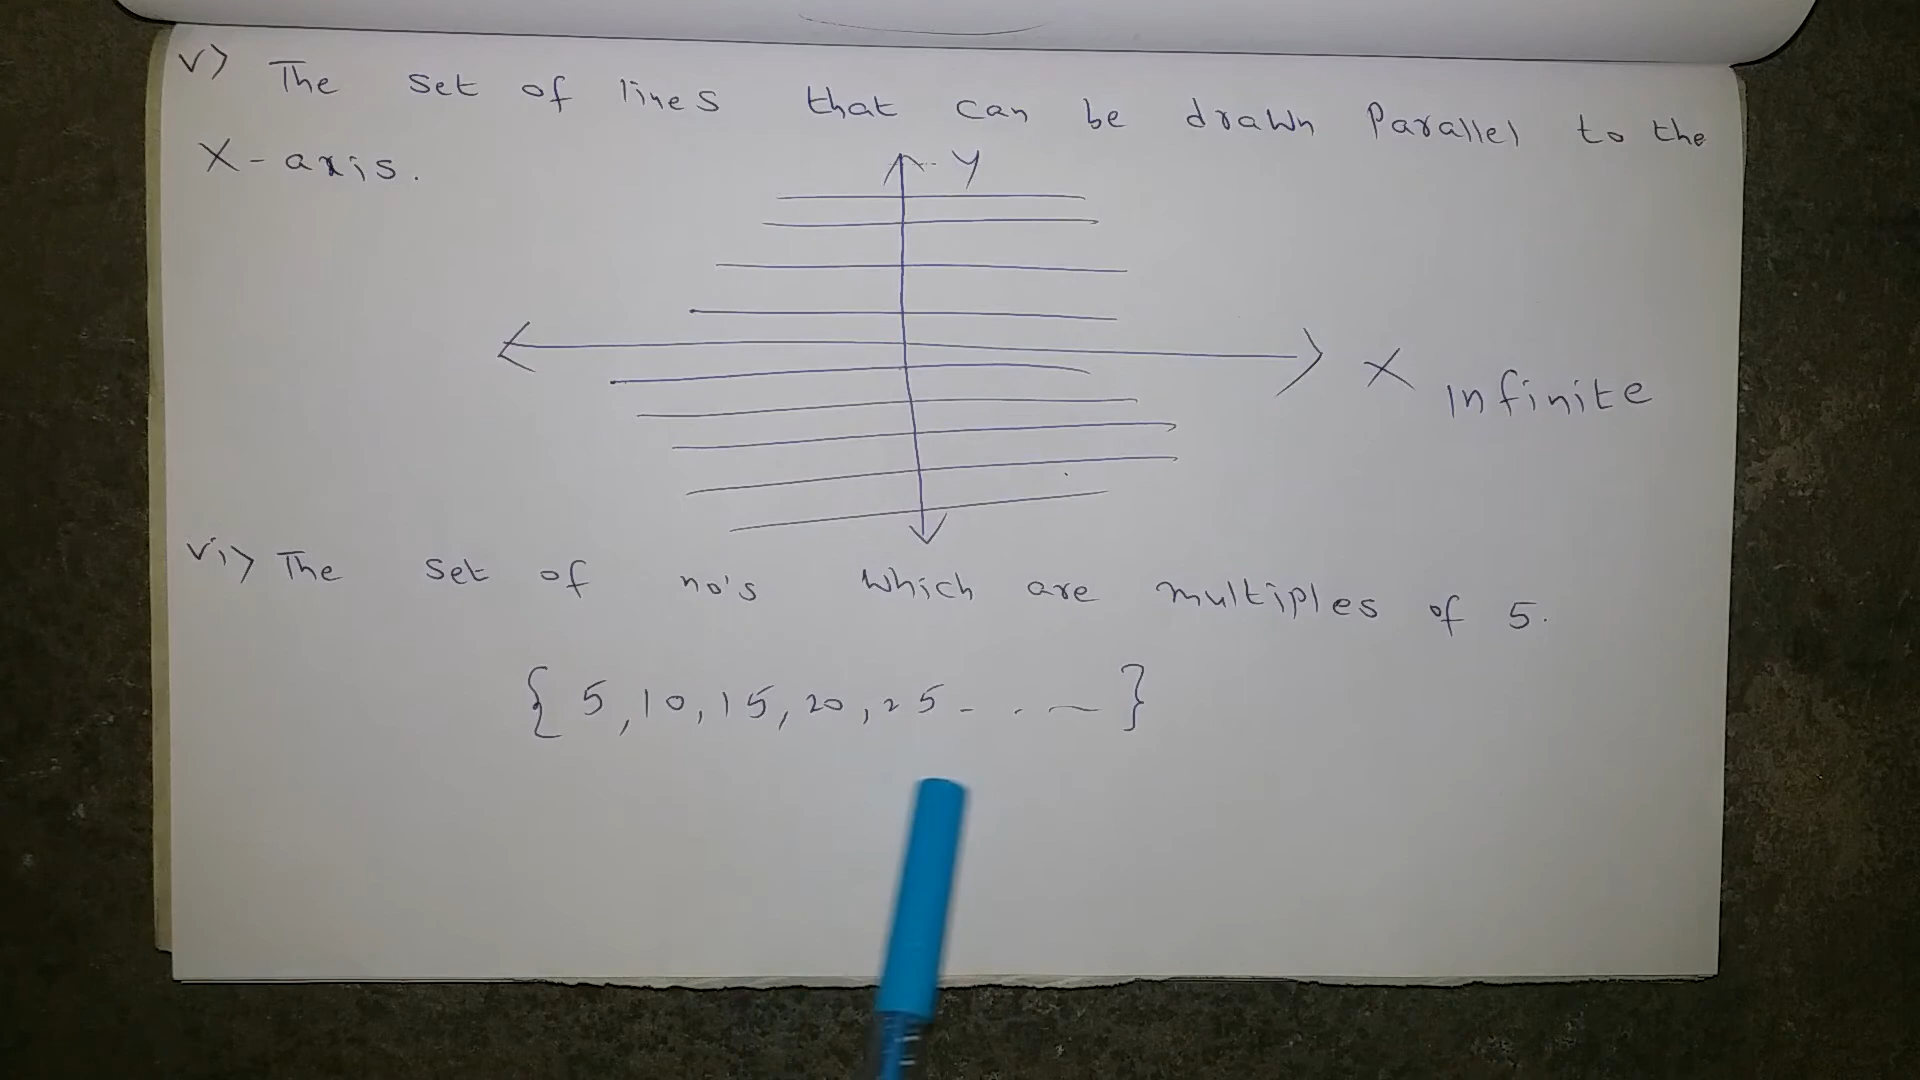 v) The set of lines that can be drawn Parallel to the
X-axis.
Y
X
Infinite
vi) The set of no's which are multiples of 5.
{ 5, 10, 15, 20, 25 - . . — }